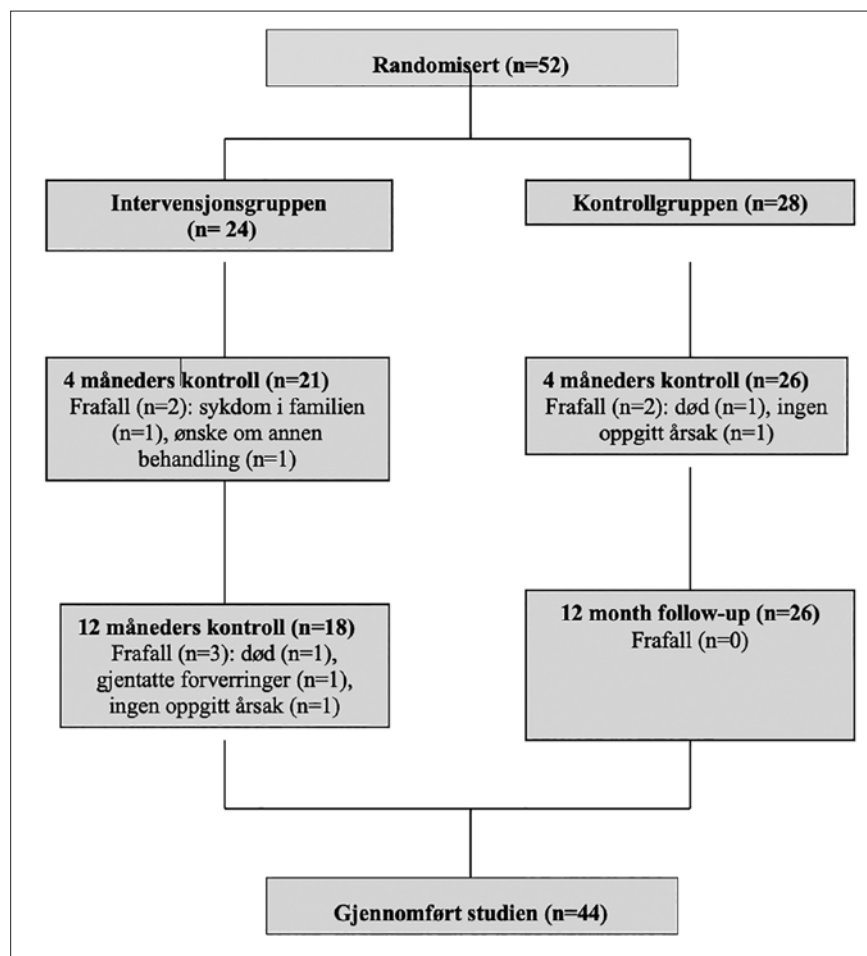 Randomisert (n=52)
Intervensjonsgruppen
(n= 24)
Kontrollgruppen (n=28)
4 måneders kontroll (n=21)
Frafall (n=2): sykdom i familien
(n=1), ønske om annen
behandling (n=1)
4 måneders kontroll (n=26)
Frafall (n=2): død (n=1), ingen
oppgitt årsak (n=1)
12 måneders kontroll (n=18)
Frafall (n=3): død (n=1),
gjentatte forverringer (n=1),
ingen oppgitt årsak (n=1)
12 month follow-up (n=26)
Frafall (n=0)
Gjennomført studien (n=44)